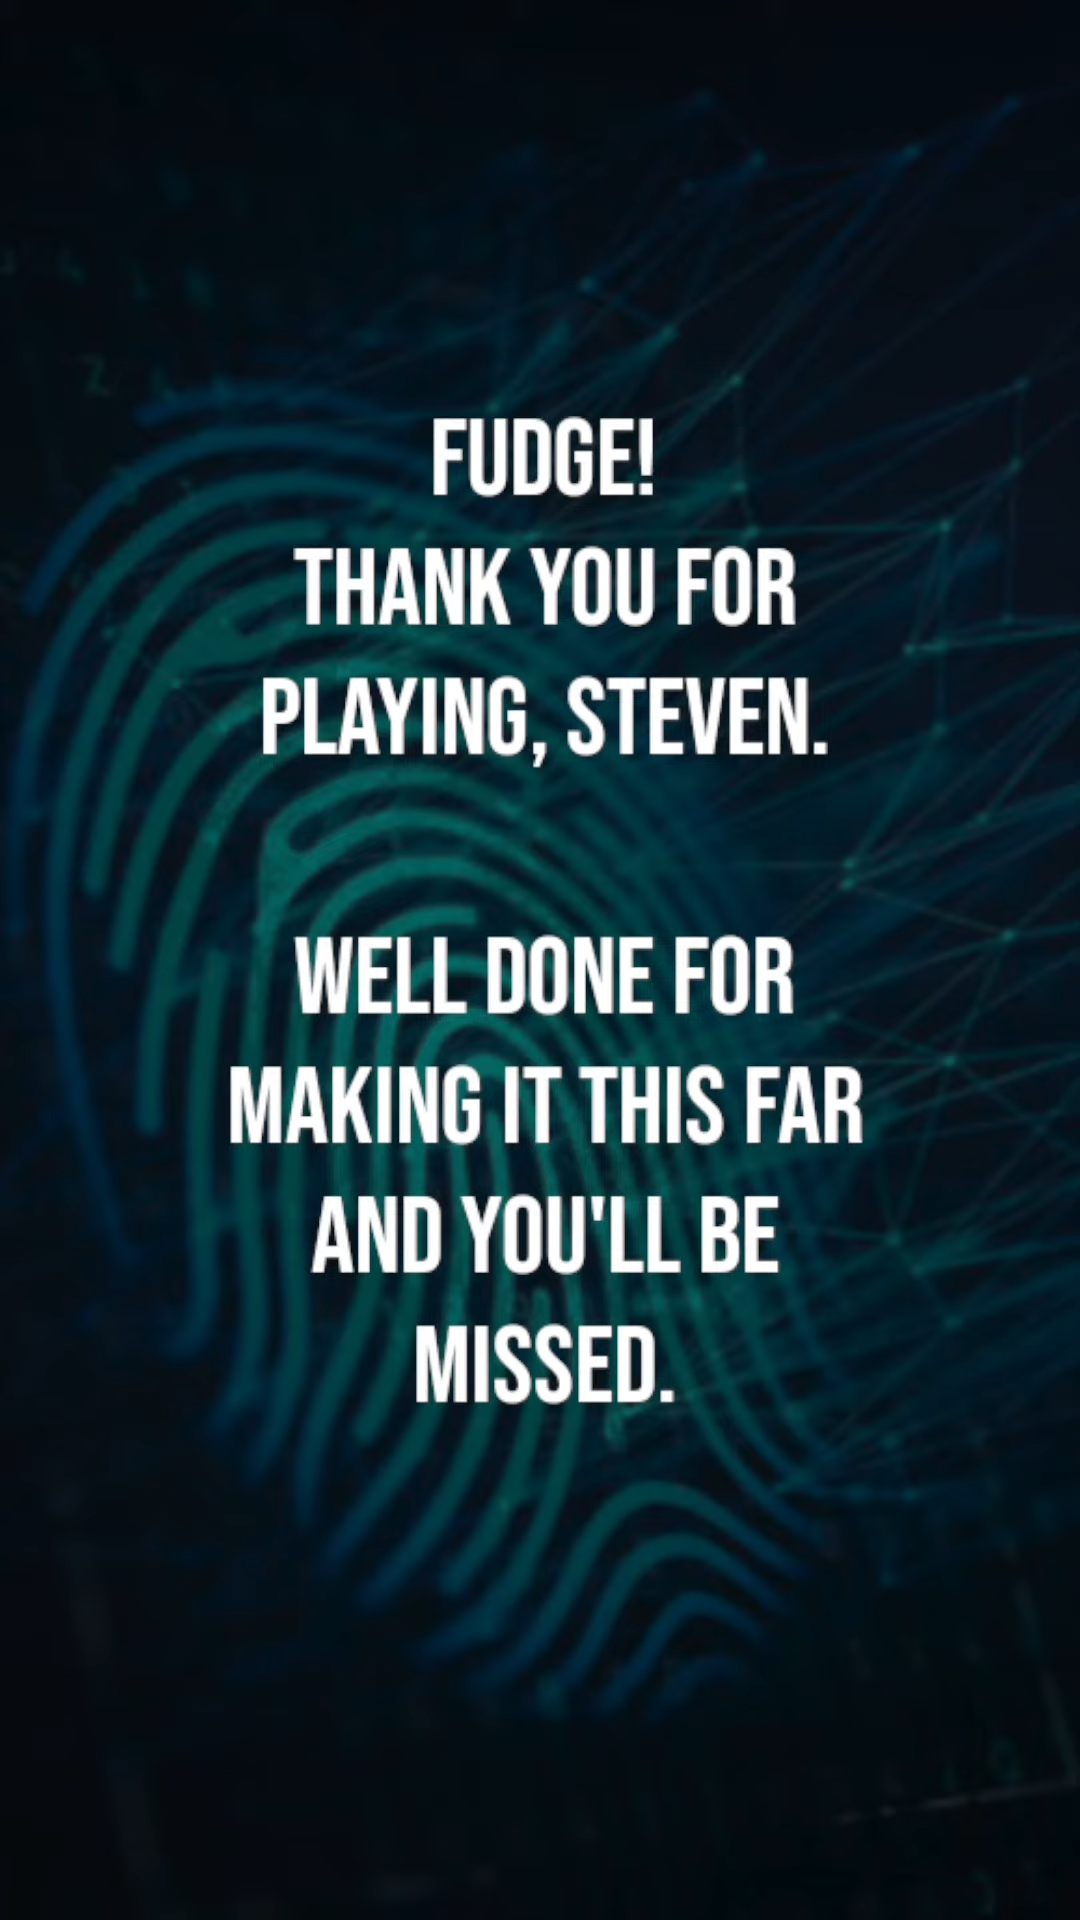 FUDGE!
THANK YOU FOR
PLAYING, STEVEN.
WELL DONE FOR
MAKING IT THIS FAR
AND YOU'LL BE
MISSED.